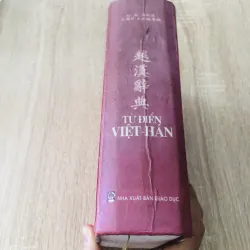 越漢辭典
TỪ ĐIỂN
VIỆT-HÁN
NHÀ XUẤT BẢN GIÁO DỤC